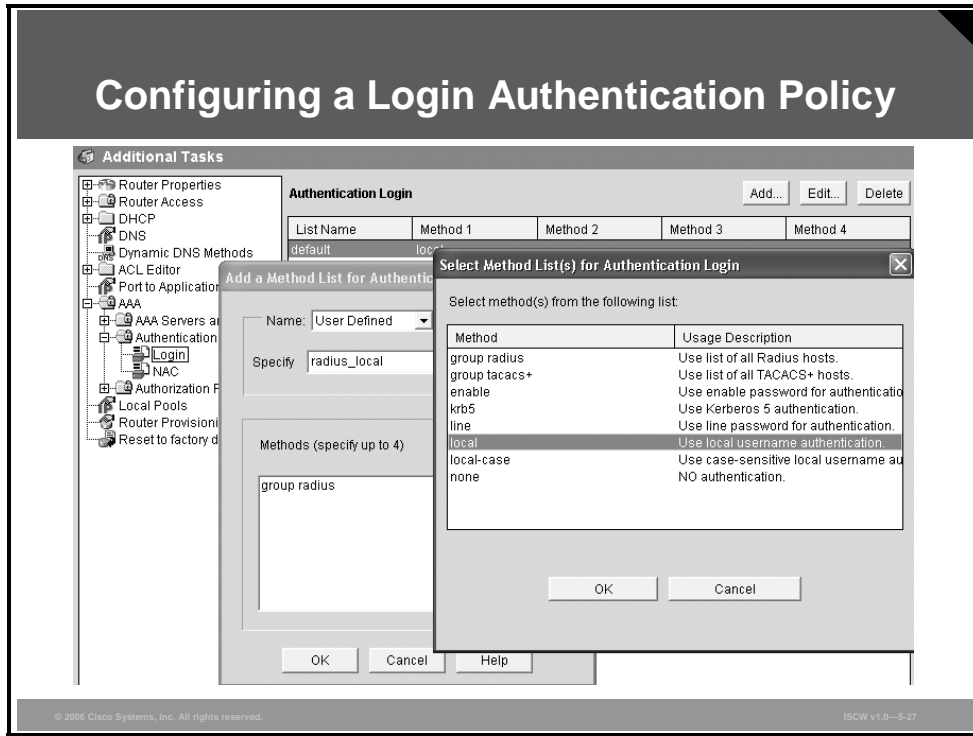 Configuring a Login Authentication Policy
Additional Tasks
Router Properties
Router Access
DHCP
DNS
Dynamic DNS Methods
ACL Editor
Port to Application
AAA
AAA Servers
Authentication
Login
NAC
Authorization
Local Pools
Router
Reset to factory
Authentication Login
Add...
Edit...
Delete
List Name
Method 1
Method 2
Method 3
Method 4
default
Add a Method List for
Name:
User Defined
Specify
radius_local
Methods (specify up to 4)
group radius
OK
Cancel
Help
Select Method List(s) for Authentication Login
Select method(s) from the following list:
Method Usage Description
group radius Use list of all Radius hosts.
group tacacs+ Use list of all TACACS+ hosts.
enable Use enable password for
krb5 Use Kerberos 5 authentication.
line Use line password for authentication.
local Use local username authentication.
local-case Use case-sensitive local username
none NO authentication.
OK
Cancel
© 2006 Cisco Systems, Inc. All rights reserved.
ISCW v1.0—5-27